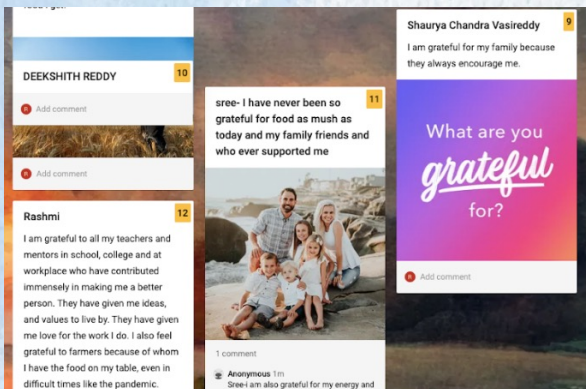 DEEKSHITH REDDY
10
Add comment
Add comment
Rashmi
12
I am grateful to all my teachers and
mentors in school, college and at
workplace who have contributed
immensely in making me a better
person. They have given me ideas,
and values to live by. They have given
me love for the work I do. I also feel
grateful to farmers because of whom
I have the food on my table, even in
difficult times like the pandemic.
11
sree- I have never been so
grateful for food as mush as
today and my family friends and
who ever supported me
1 comment
Anonymous 1m
Sree-i am also grateful for my energy and
9
Shaurya Chandra Vasireddy
I am grateful for my family because
they always encourage me.
What are you
grateful
for?
Add comment